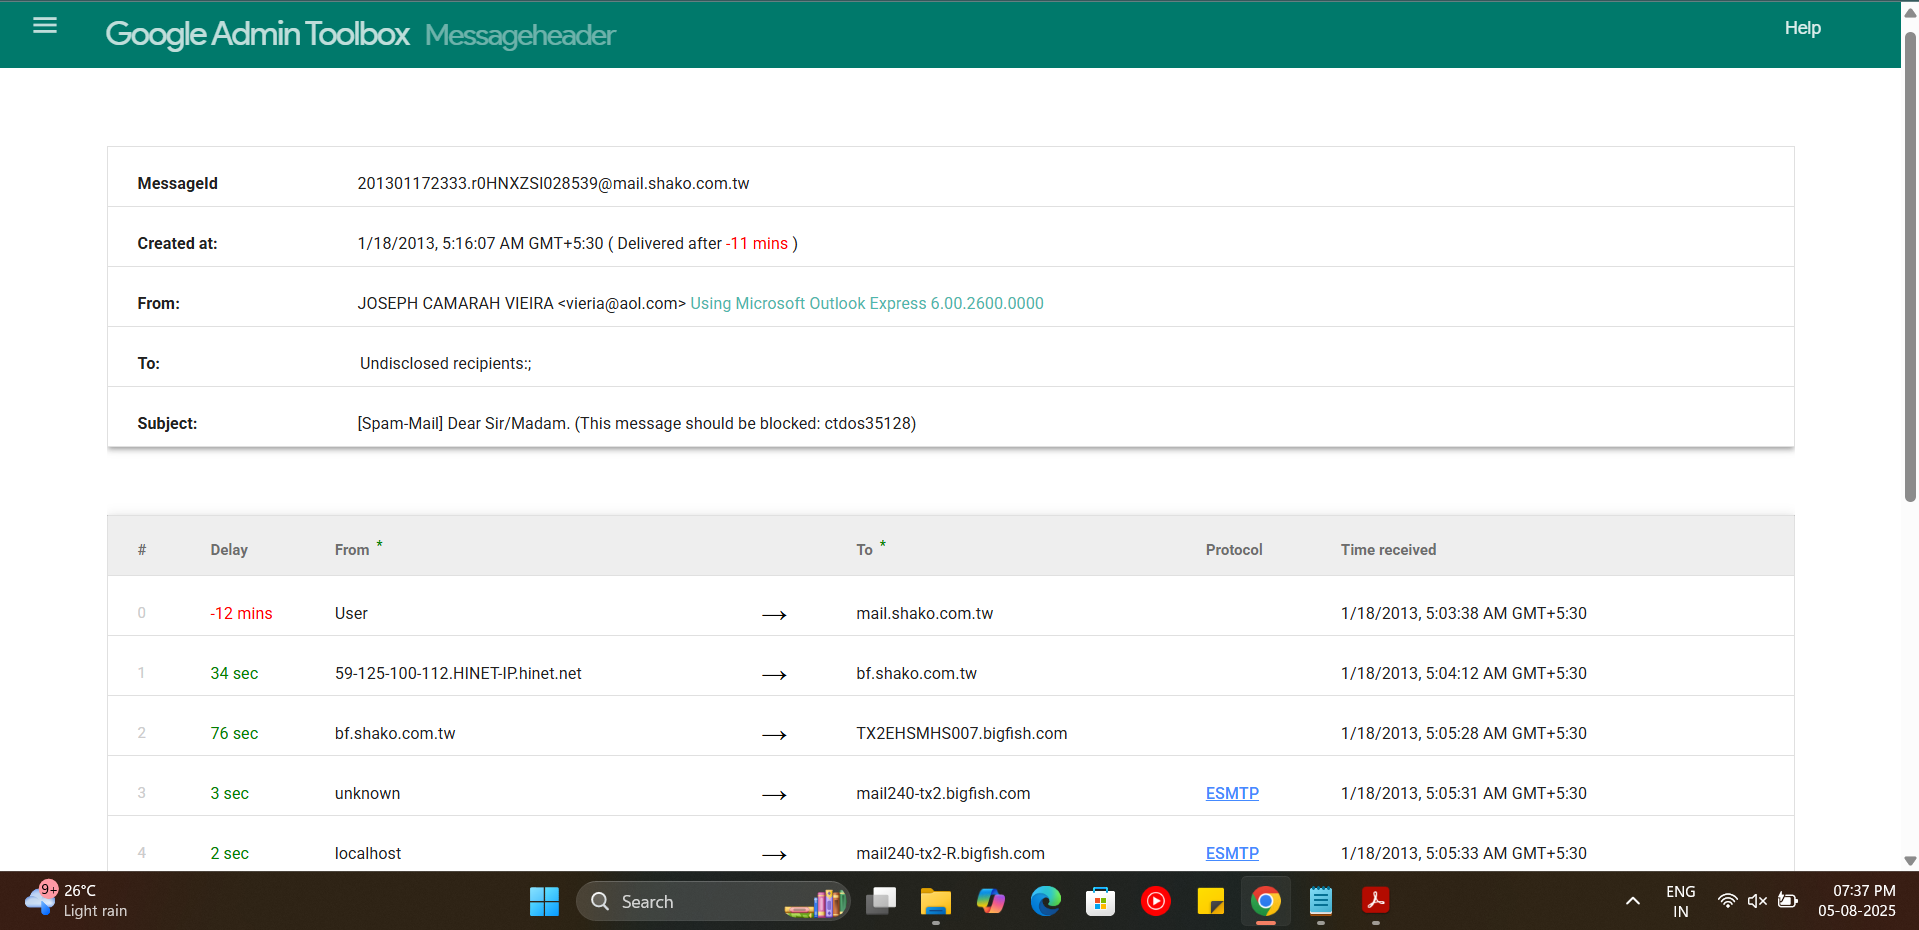 Google Admin Toolbox Messageheader
Help
MessageId 201301172333.r0HNXZSI028539@mail.shako.com.tw
Created at: 1/18/2013, 5:16:07 AM GMT+5:30 ( Delivered after -11 mins )
From: JOSEPH CAMARAH VIEIRA <vieria@aol.com> Using Microsoft Outlook Express 6.00.2600.0000
To: Undisclosed recipients:;
Subject: [Spam-Mail] Dear Sir/Madam. (This message should be blocked: ctdos35128)
# Delay From * To * Protocol Time received
0 -12 mins User → mail.shako.com.tw 1/18/2013, 5:03:38 AM GMT+5:30
1 34 sec 59-125-100-112.HINET-IP.hinet.net → bf.shako.com.tw 1/18/2013, 5:04:12 AM GMT+5:30
2 76 sec bf.shako.com.tw → TX2EHSMHS007.bigfish.com 1/18/2013, 5:05:28 AM GMT+5:30
3 3 sec unknown → mail240-tx2.bigfish.com ESMTP 1/18/2013, 5:05:31 AM GMT+5:30
4 2 sec localhost → mail240-tx2-R.bigfish.com ESMTP 1/18/2013, 5:05:33 AM GMT+5:30
9+
26°C
Light rain
Search
ENG
IN
07:37 PM
05-08-2025